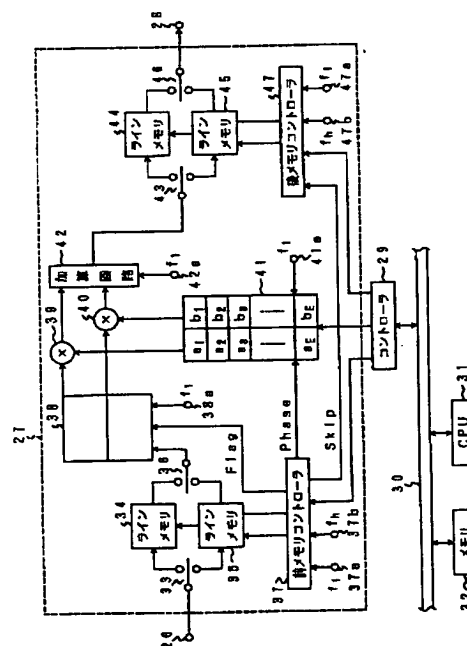 27
26
33
34
ライン
メモリ
35
ライン
メモリ
36
37
前メモリコントローラ
f1
37a
fh
37b
Flag
Phase
Skip
38
f1
38a
39
×
40
×
41
a1 b1
a2 b2
a3 b3
aE bE
f1
41a
42
加算回路
f1
42a
43
44
ライン
メモリ
45
ライン
メモリ
46
28
47
後メモリコントローラ
fh
47b
f1
47a
29
コントローラ
30
CPU
31
メモリ
32